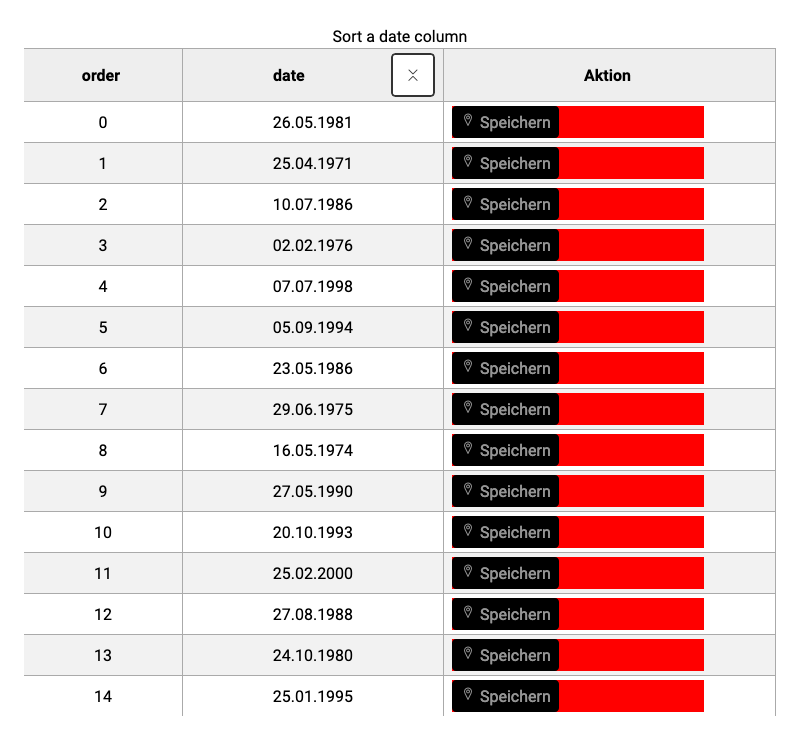 Sort a date column
order date Aktion
0 26.05.1981 Speichern
1 25.04.1971 Speichern
2 10.07.1986 Speichern
3 02.02.1976 Speichern
4 07.07.1998 Speichern
5 05.09.1994 Speichern
6 23.05.1986 Speichern
7 29.06.1975 Speichern
8 16.05.1974 Speichern
9 27.05.1990 Speichern
10 20.10.1993 Speichern
11 25.02.2000 Speichern
12 27.08.1988 Speichern
13 24.10.1980 Speichern
14 25.01.1995 Speichern